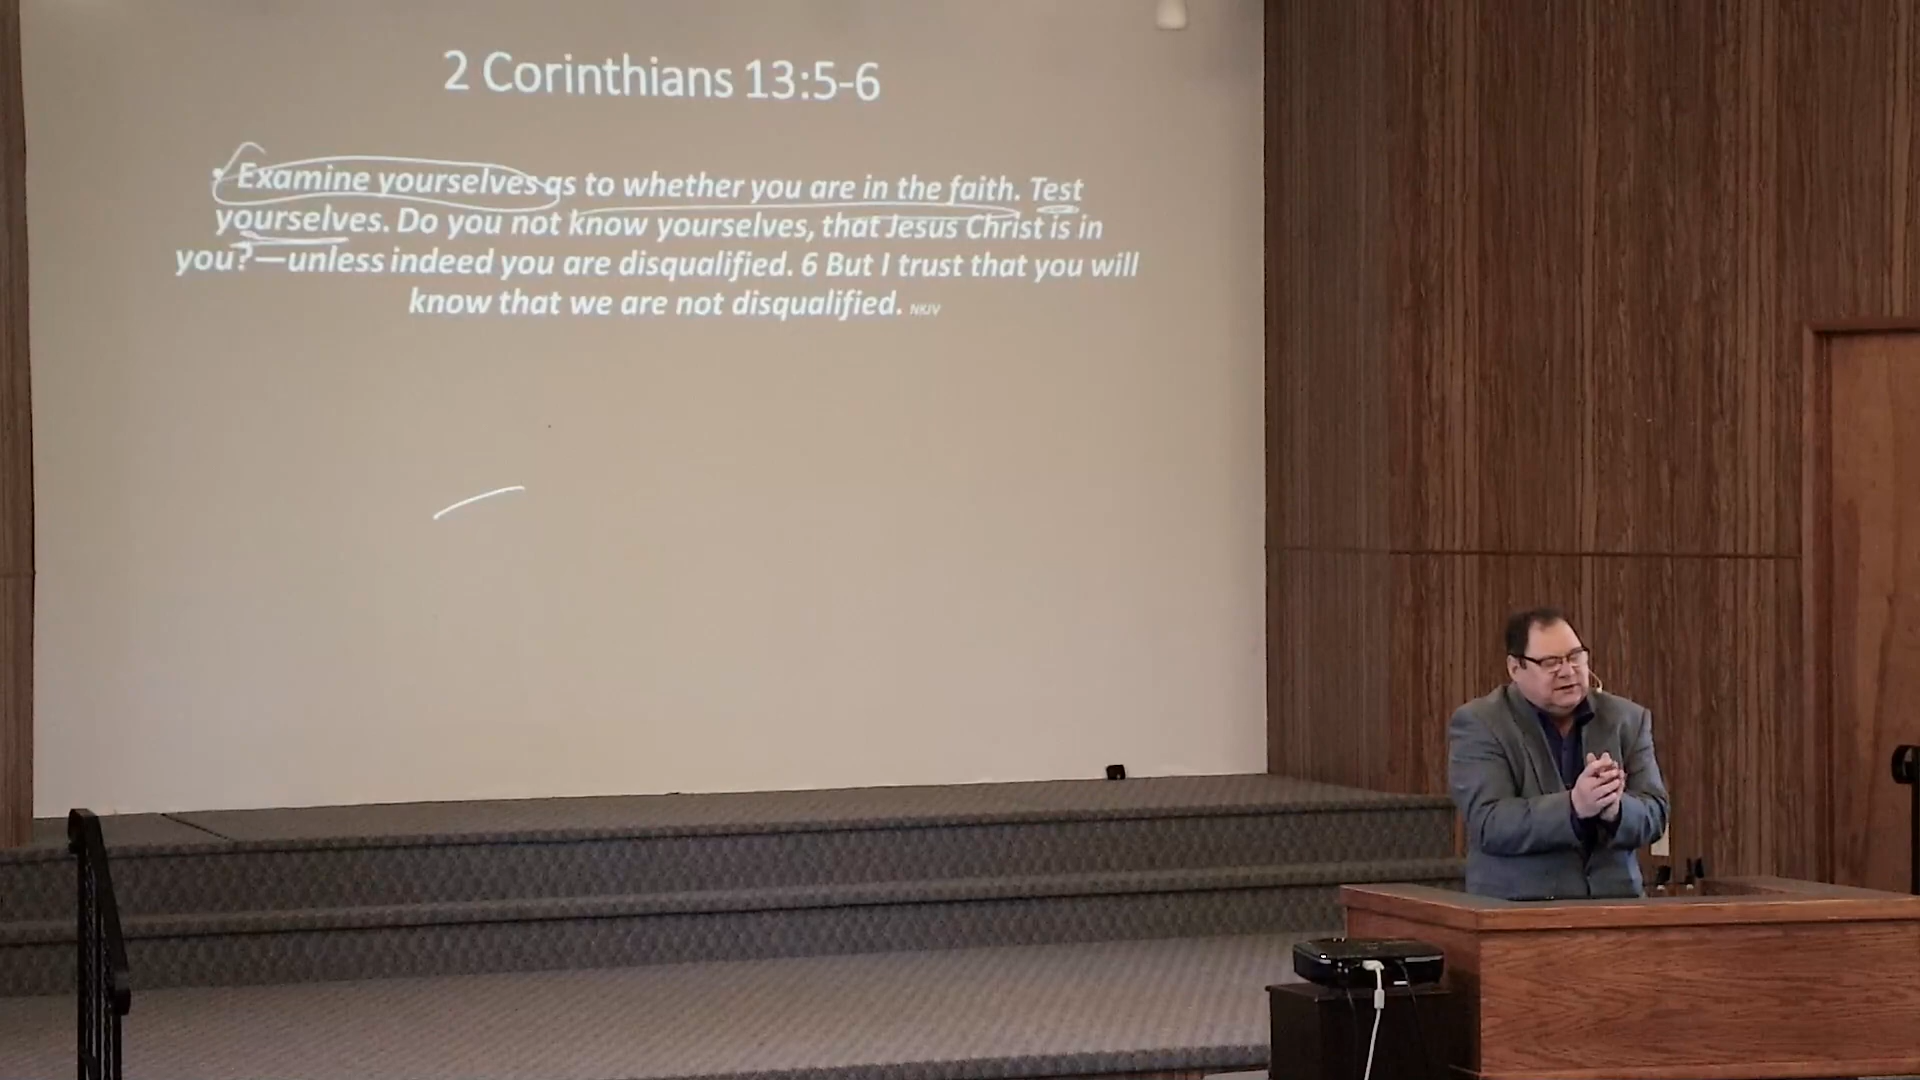 2 Corinthians 13:5-6
• Examine yourselves as to whether you are in the faith. Test
yourselves. Do you not know yourselves, that Jesus Christ is in
you?—unless indeed you are disqualified. 6 But I trust that you will
know that we are not disqualified. NKJV